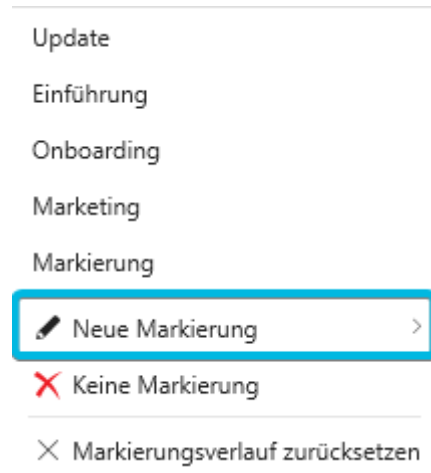 Update
Einführung
Onboarding
Marketing
Markierung
Neue Markierung
Keine Markierung
Markierungsverlauf zurücksetzen